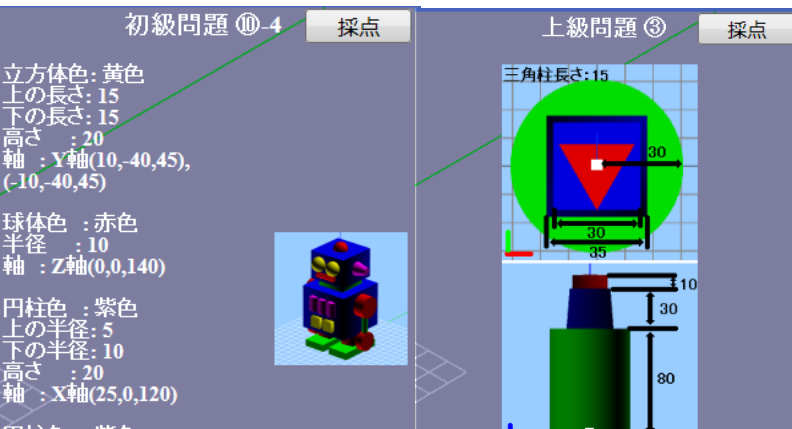 初級問題 ⑩-4
採点
立方体色: 黄色
上の長さ: 15
下の長さ: 15
高さ : 20
軸 : Y軸(10,-40,45),
(-10,-40,45)
球体色 : 赤色
半径 : 10
軸 : Z軸(0,0,140)
円柱色 : 紫色
上の半径: 5
下の半径: 10
高さ : 20
軸 : X軸(25,0,120)
上級問題 ③
採点
三角柱長さ:15
30
30
35
10
30
80